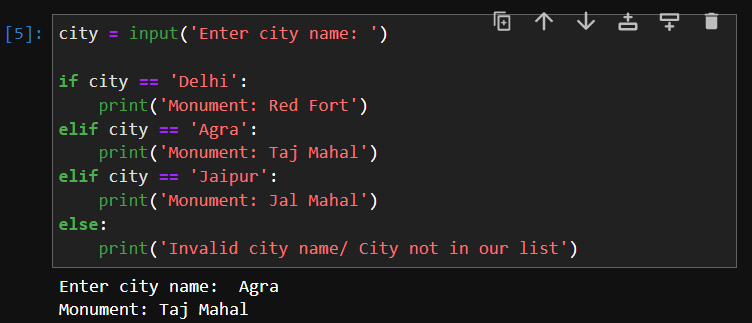 [5]: city = input('Enter city name: ')
if city == 'Delhi':
    print('Monument: Red Fort')
elif city == 'Agra':
    print('Monument: Taj Mahal')
elif city == 'Jaipur':
    print('Monument: Jal Mahal')
else:
    print('Invalid city name/ City not in our list')
Enter city name:  Agra
Monument: Taj Mahal